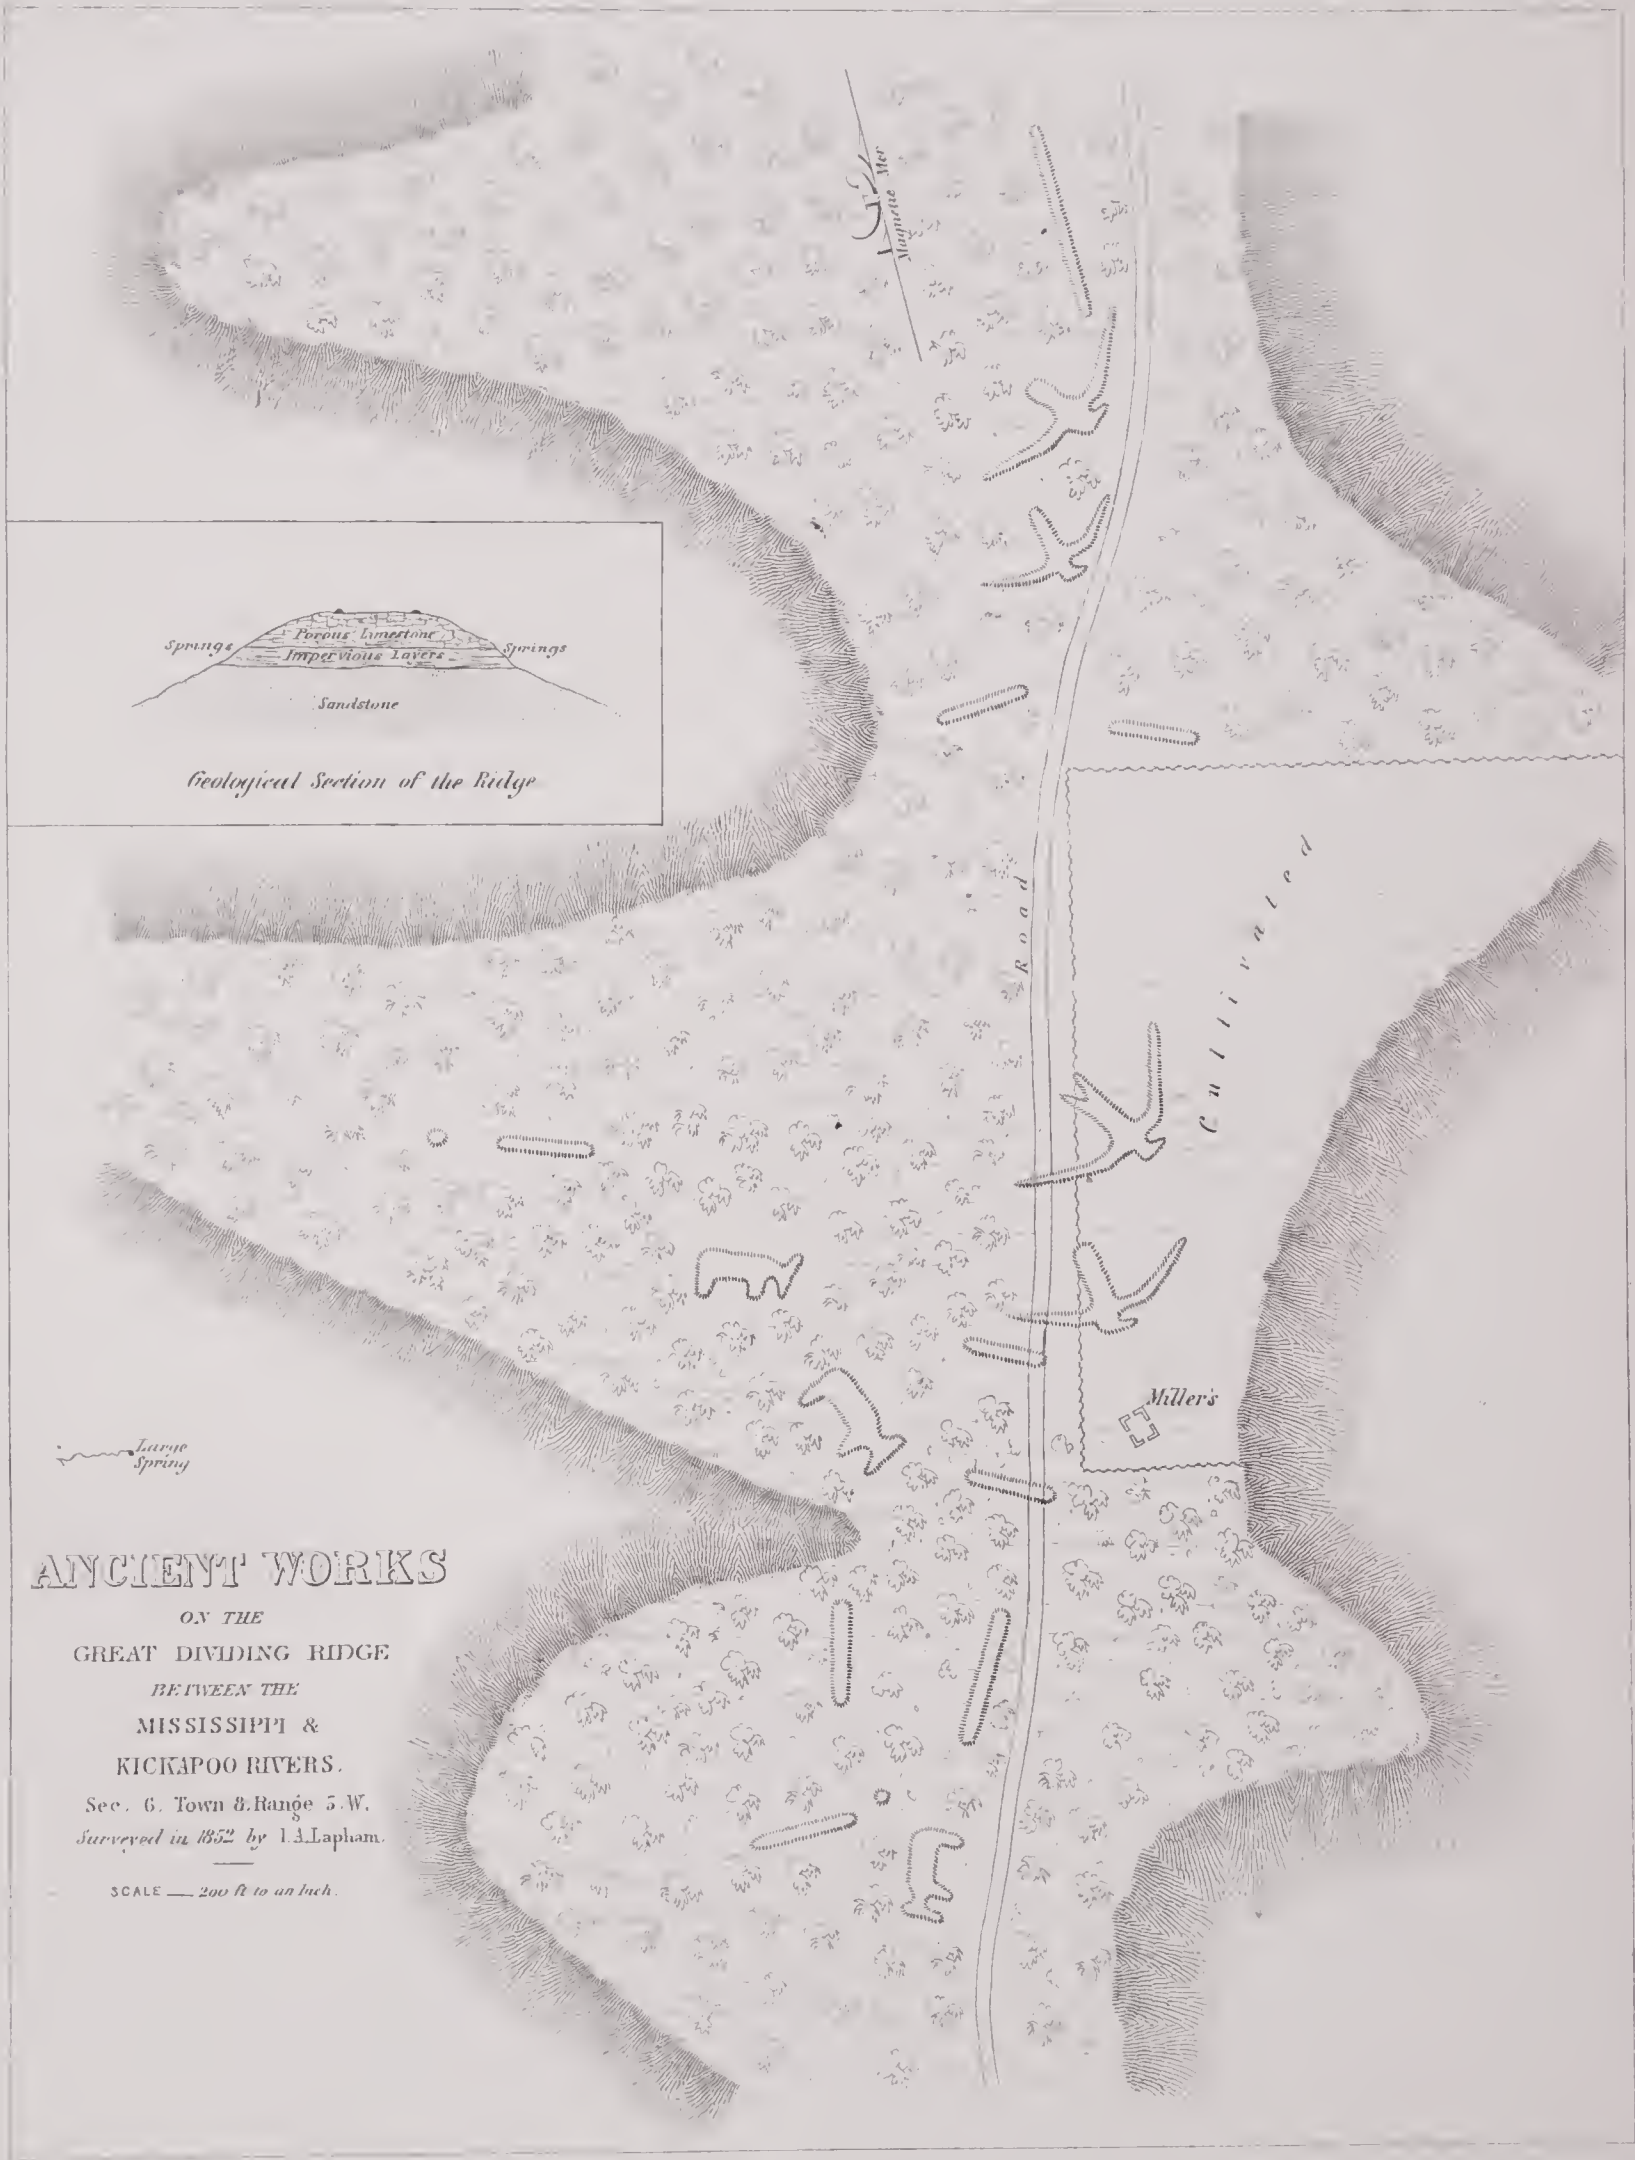 Magnetic Mer
Springs
Porous Limestone
Impervious Layers
Springs
Sandstone
Geological Section of the Ridge
Road
Cultivated
Miller's
Large
Spring
ANCIENT WORKS
ON THE
GREAT DIVIDING RIDGE
BETWEEN THE
MISSISSIPPI &
KICKAPOO RIVERS.
Sec. 6. Town 8. Range 5. W.
Surveyed in 1852 by I.A. Lapham.
SCALE — 200 ft to an Inch.